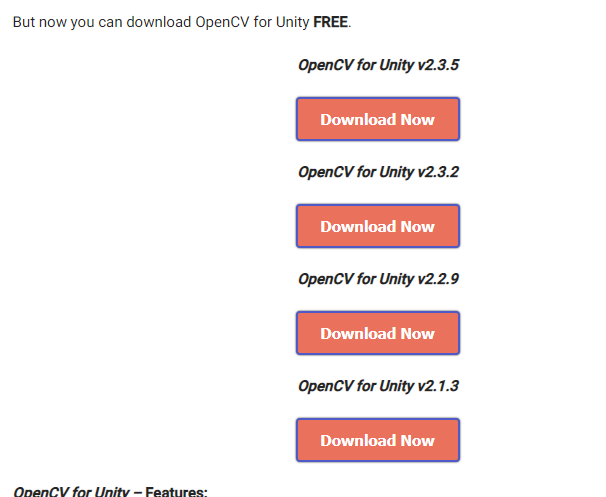 But now you can download OpenCV for Unity FREE.
OpenCV for Unity v2.3.5
Download Now
OpenCV for Unity v2.3.2
Download Now
OpenCV for Unity v2.2.9
Download Now
OpenCV for Unity v2.1.3
Download Now
OpenCV for Unity – Features: